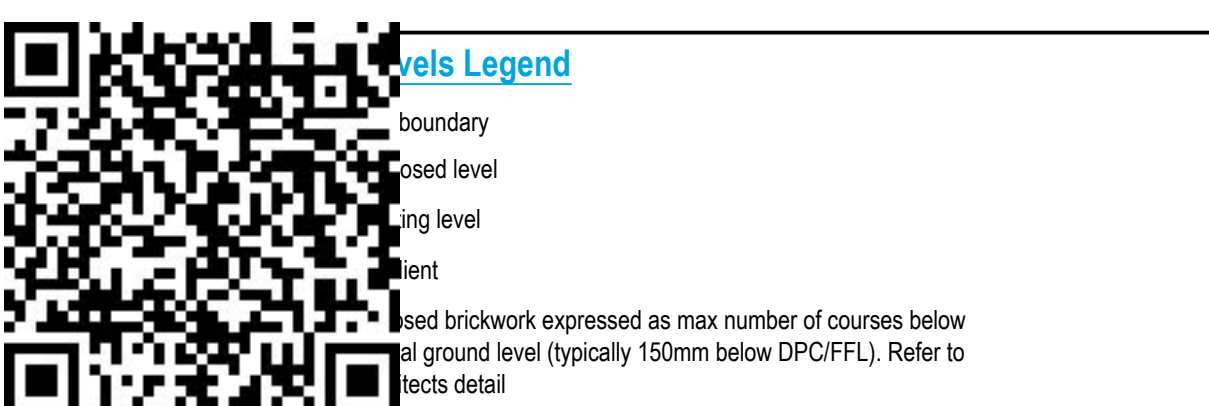 vels Legend
boundary
osed level
ing level
lient
osed brickwork expressed as max number of courses below
al ground level (typically 150mm below DPC/FFL). Refer to
itects detail